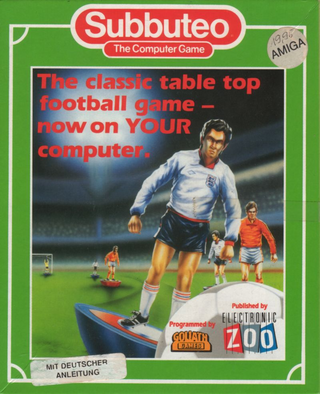 Subbuteo
The Computer Game
AMIGA
The classic table top
football game –
now on YOUR
computer.
Published by
ELECTRONIC
ZOO
Programmed by
GOLIATH
GAMES
MIT DEUTSCHER
ANLEITUNG